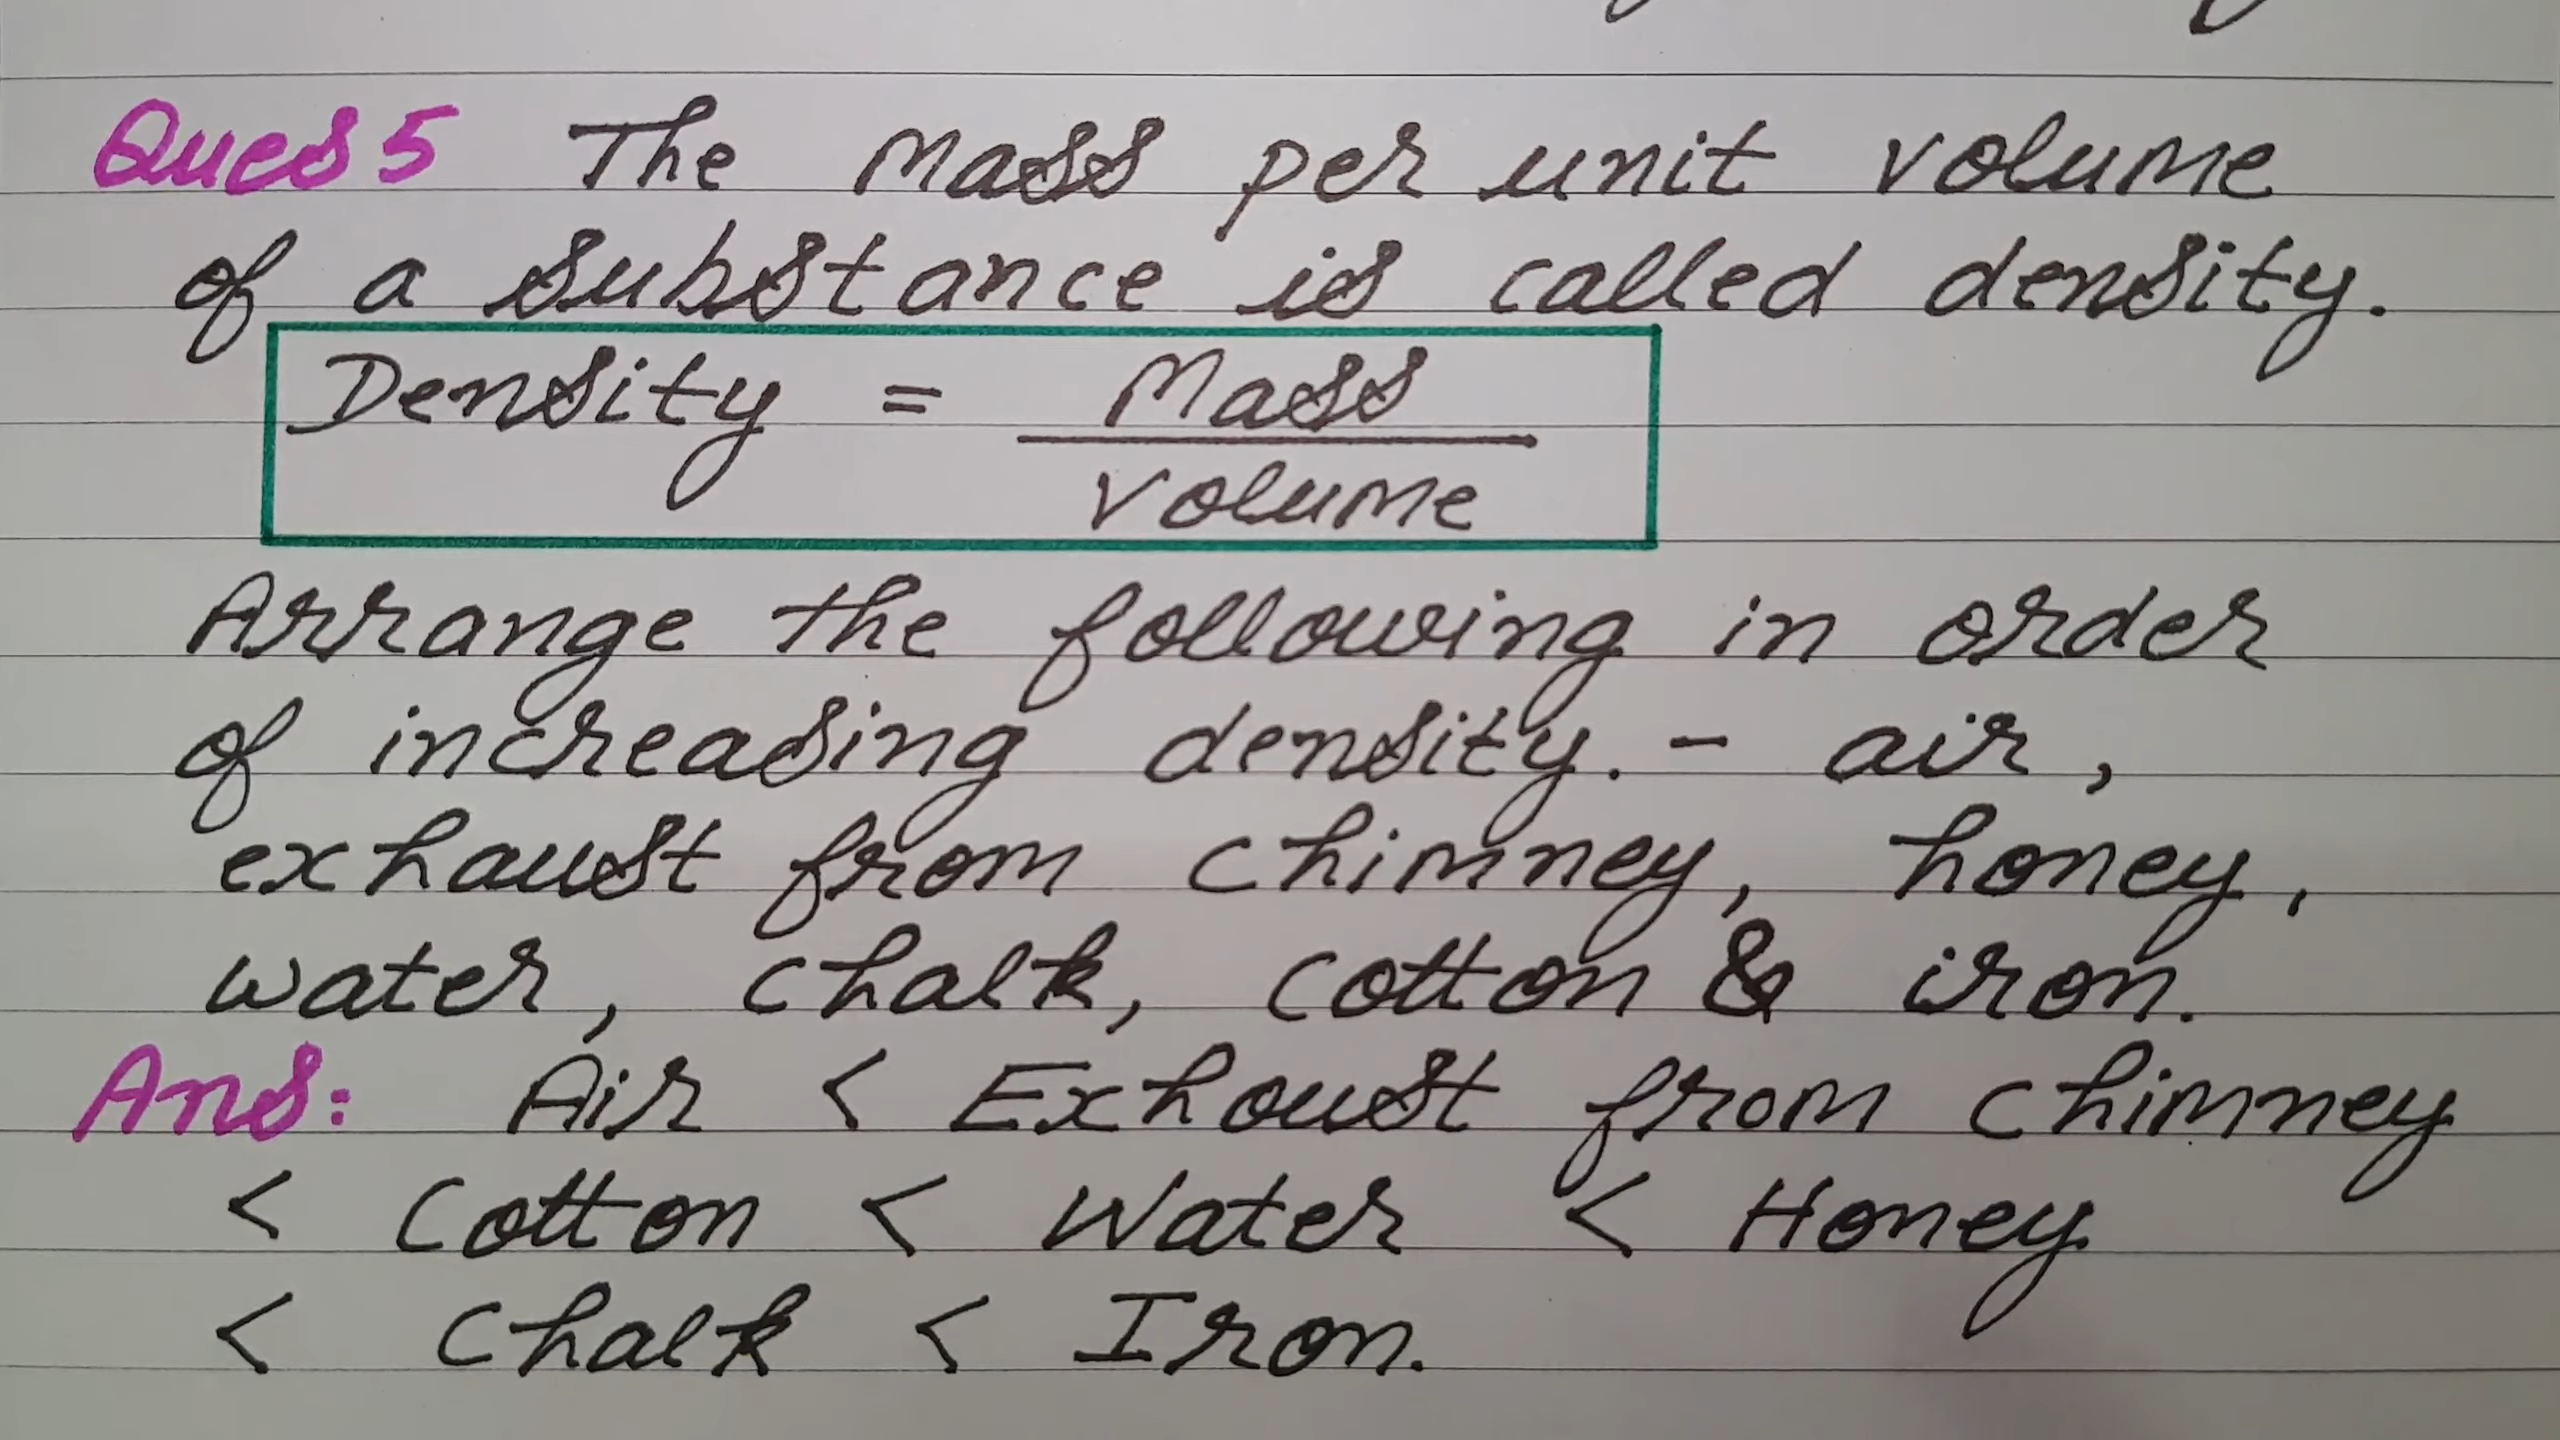 Ques 5 The Mass per unit volume
of a substance is called density.
Density = Mass
volume
Arrange the following in order
of increasing density. - air,
exhaust from chimney, honey,
water, chalk, cotton & iron.
Ans: Air < Exhoust from chimney
< Cotton < Water < Honey
< Chalk < Iron.